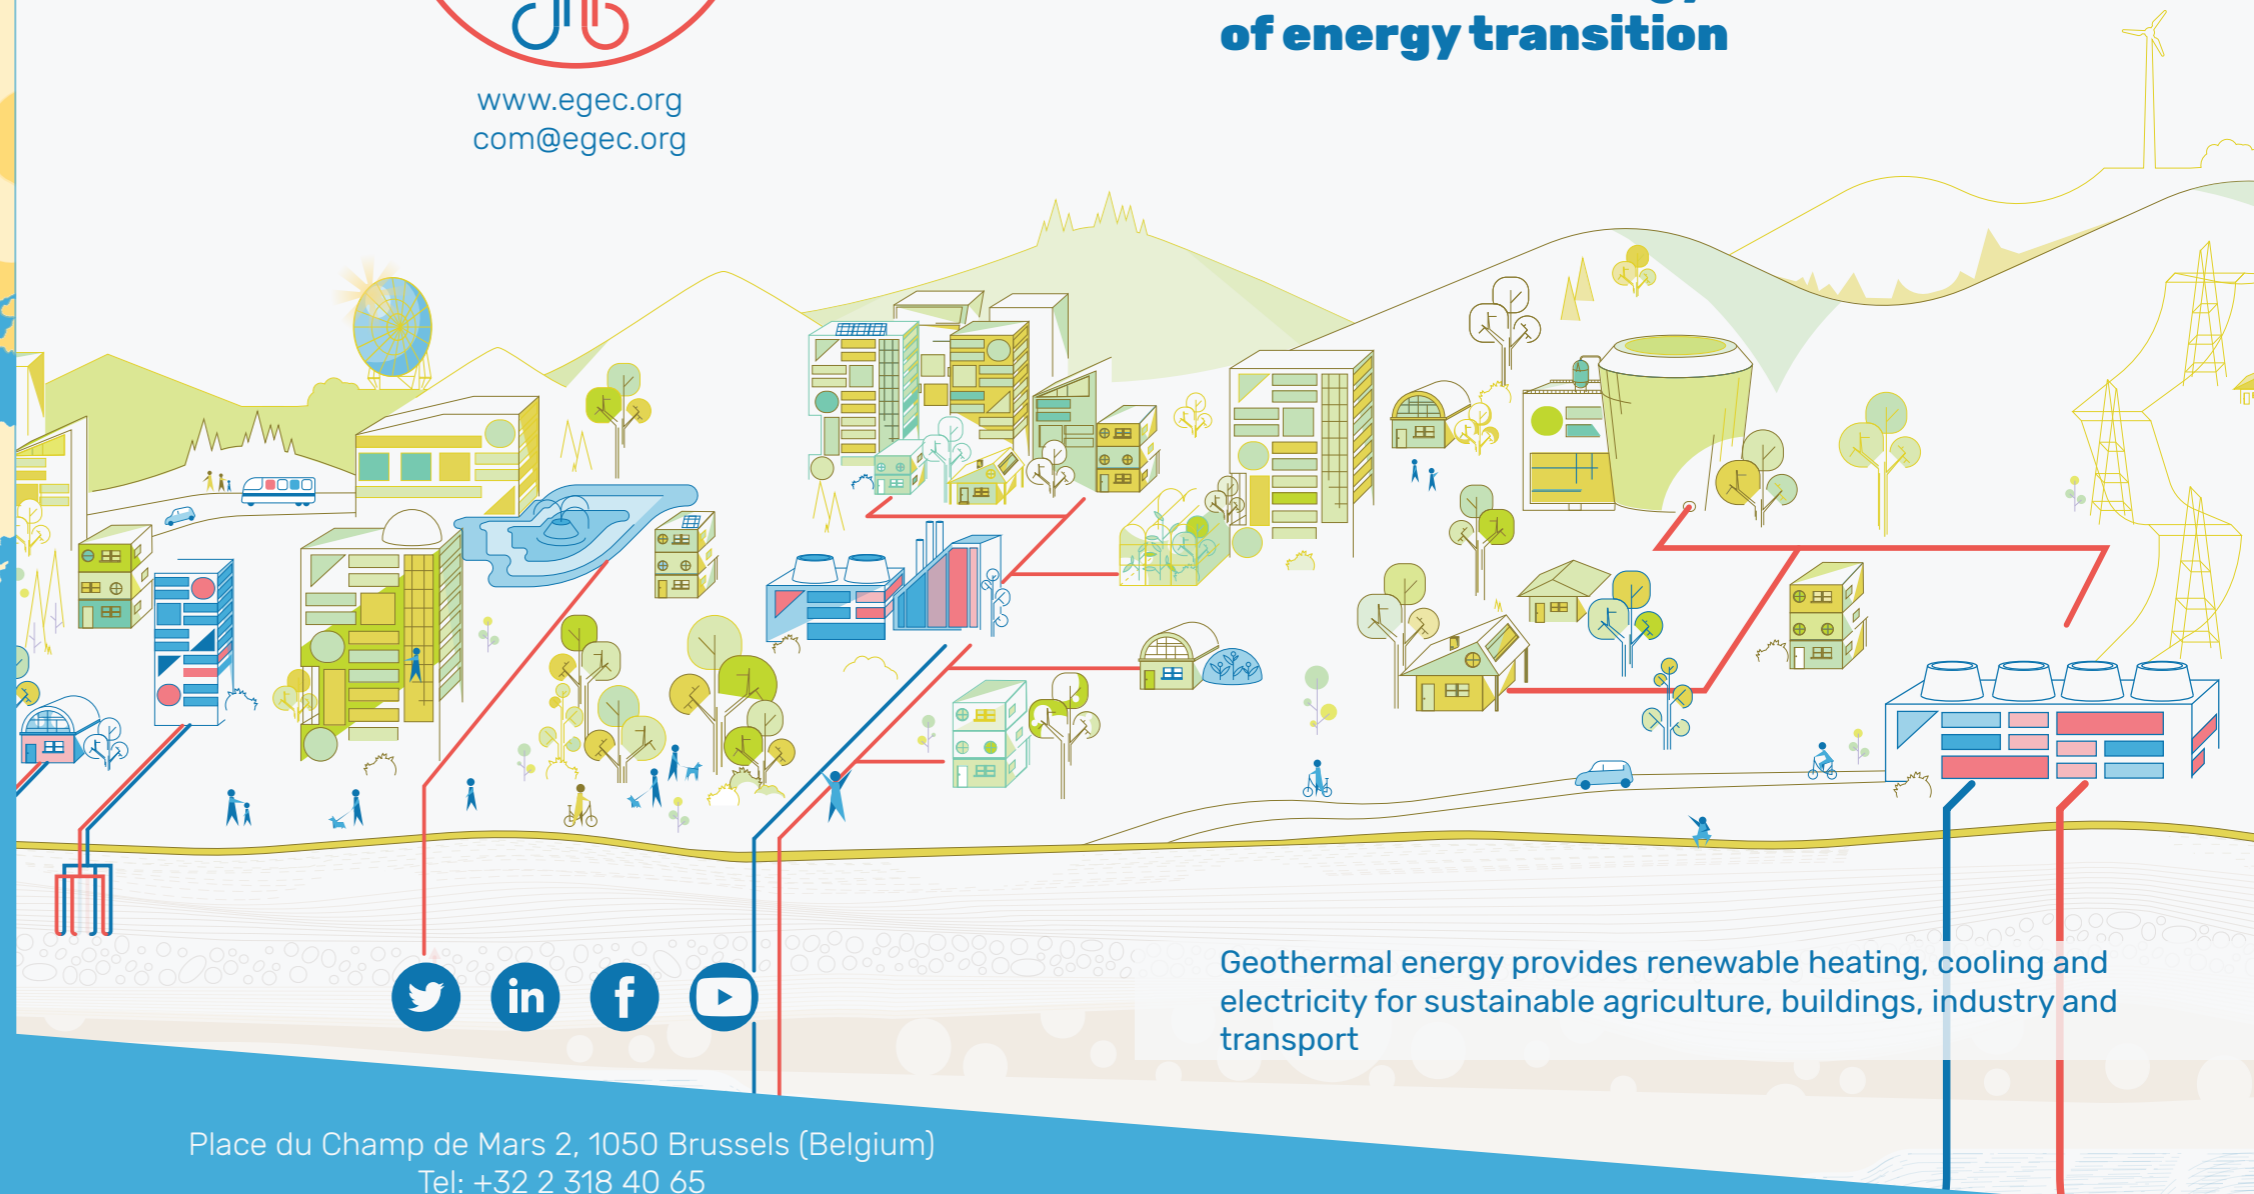 of energy transition
www.egec.org
com@egec.org
Geothermal energy provides renewable heating, cooling and
electricity for sustainable agriculture, buildings, industry and
transport
Place du Champ de Mars 2, 1050 Brussels (Belgium)
Tel: +32 2 318 40 65